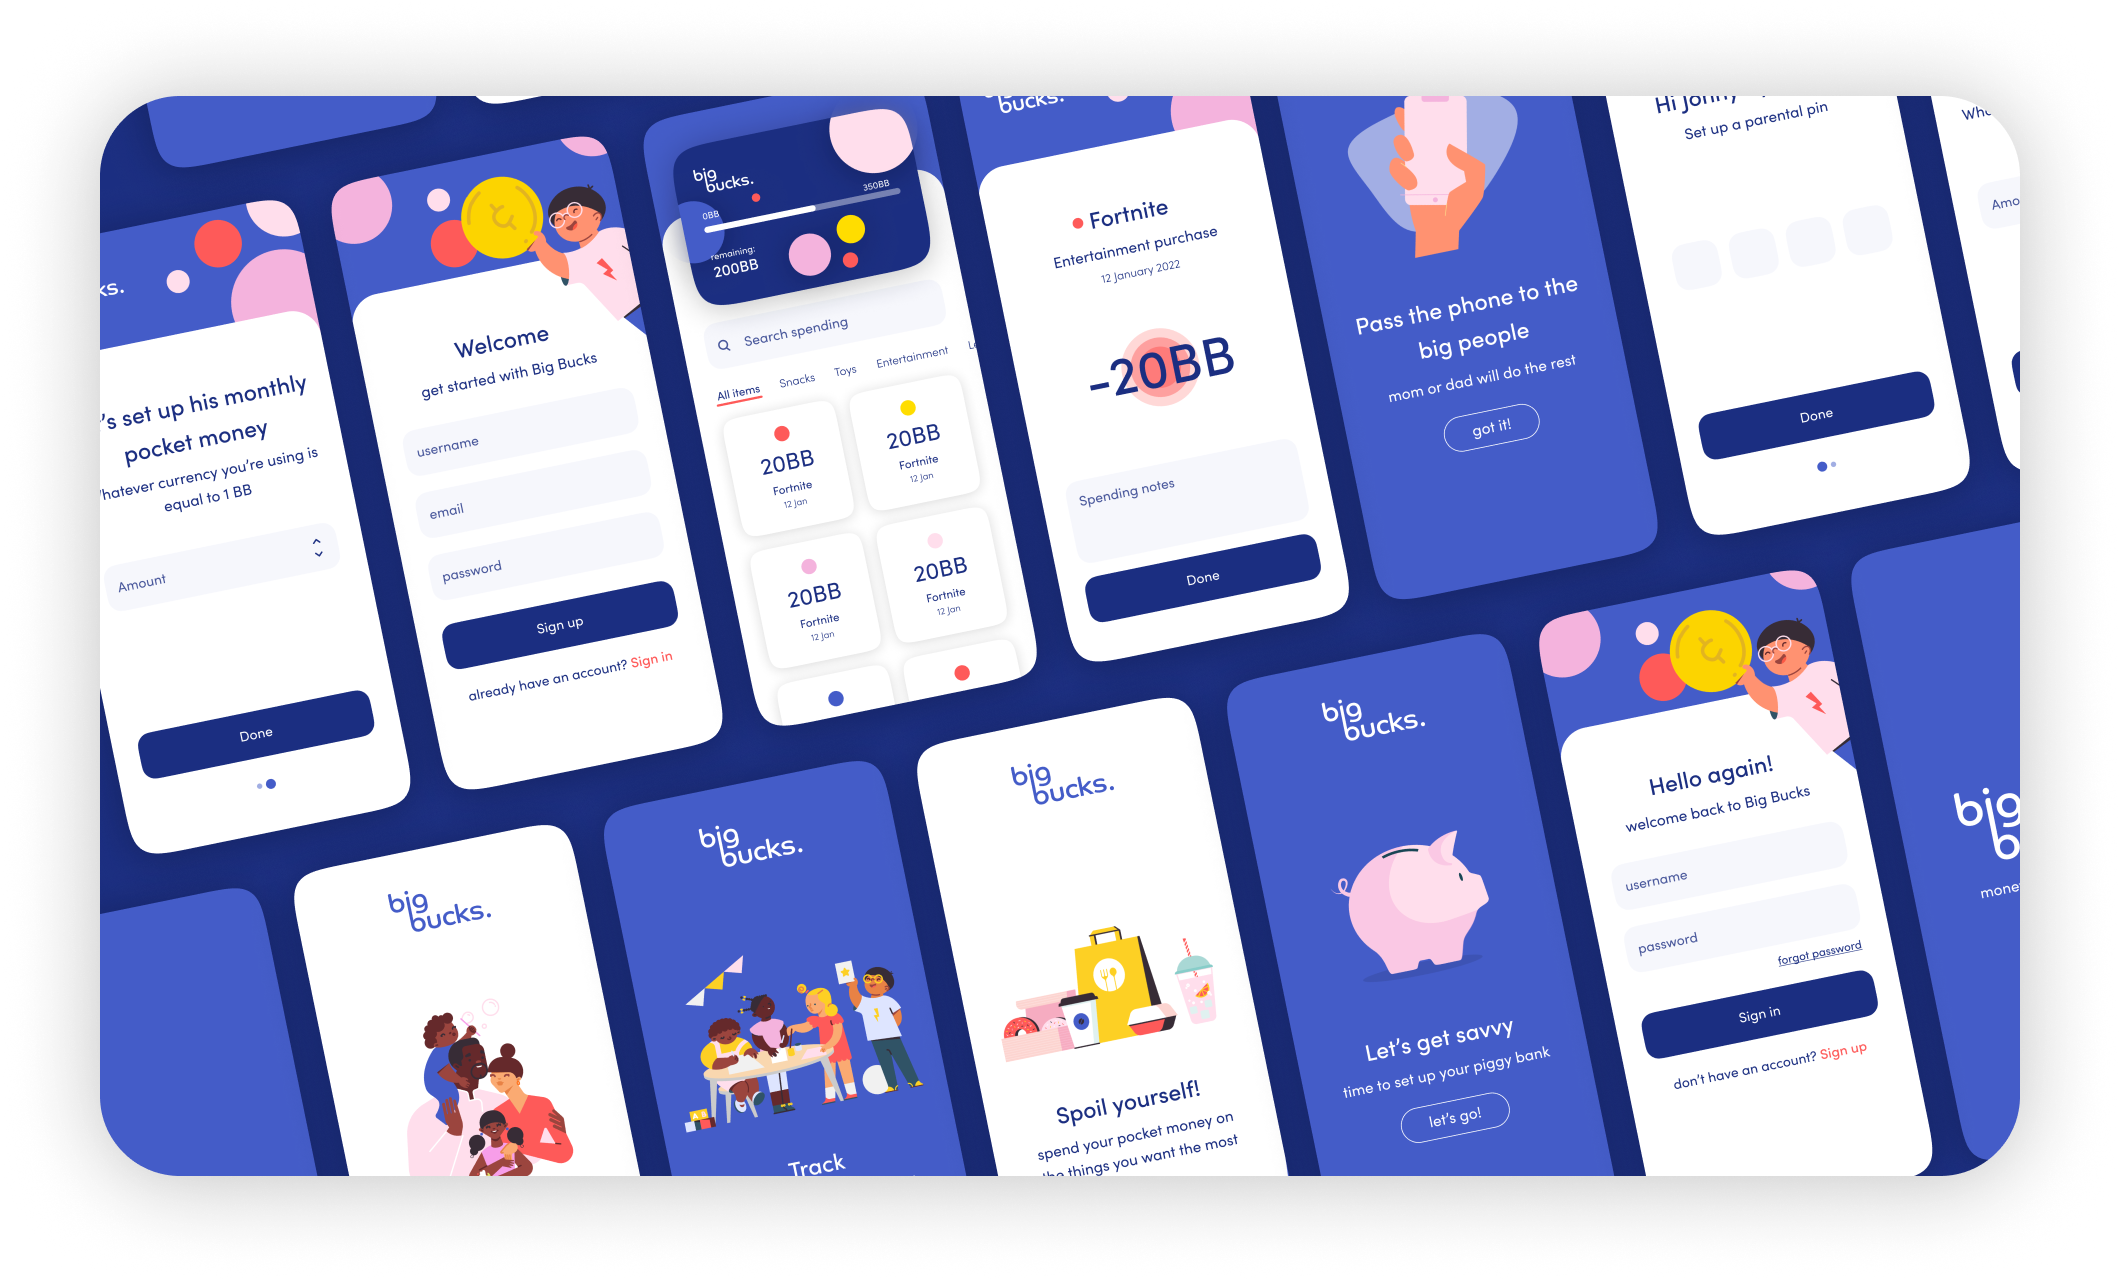 ks.
's set up his monthly
pocket money
hatever currency you're using is
equal to 1 BB
Amount
Done
Welcome
get started with Big Bucks
username
email
password
Sign up
already have an account? Sign in
big
bucks.
0BB
350BB
remaining:
200BB
Search spending
All items
Snacks
Toys
Entertainment
20BB
Fortnite
12 Jan
20BB
Fortnite
12 Jan
20BB
Fortnite
12 Jan
20BB
Fortnite
12 Jan
bucks.
Fortnite
Entertainment purchase
12 January 2022
-20BB
Spending notes
Done
Pass the phone to the
big people
mom or dad will do the rest
got it!
Hi Jonny
Set up a parental pin
Done
Amo
big
bucks.
big
bucks.
Track
big
bucks.
Spoil yourself!
spend your pocket money on
the things you want the most
big
bucks.
Let's get savvy
time to set up your piggy bank
let's go!
Hello again!
welcome back to Big Bucks
username
password
forgot password
Sign in
don't have an account? Sign up
big
b
mone